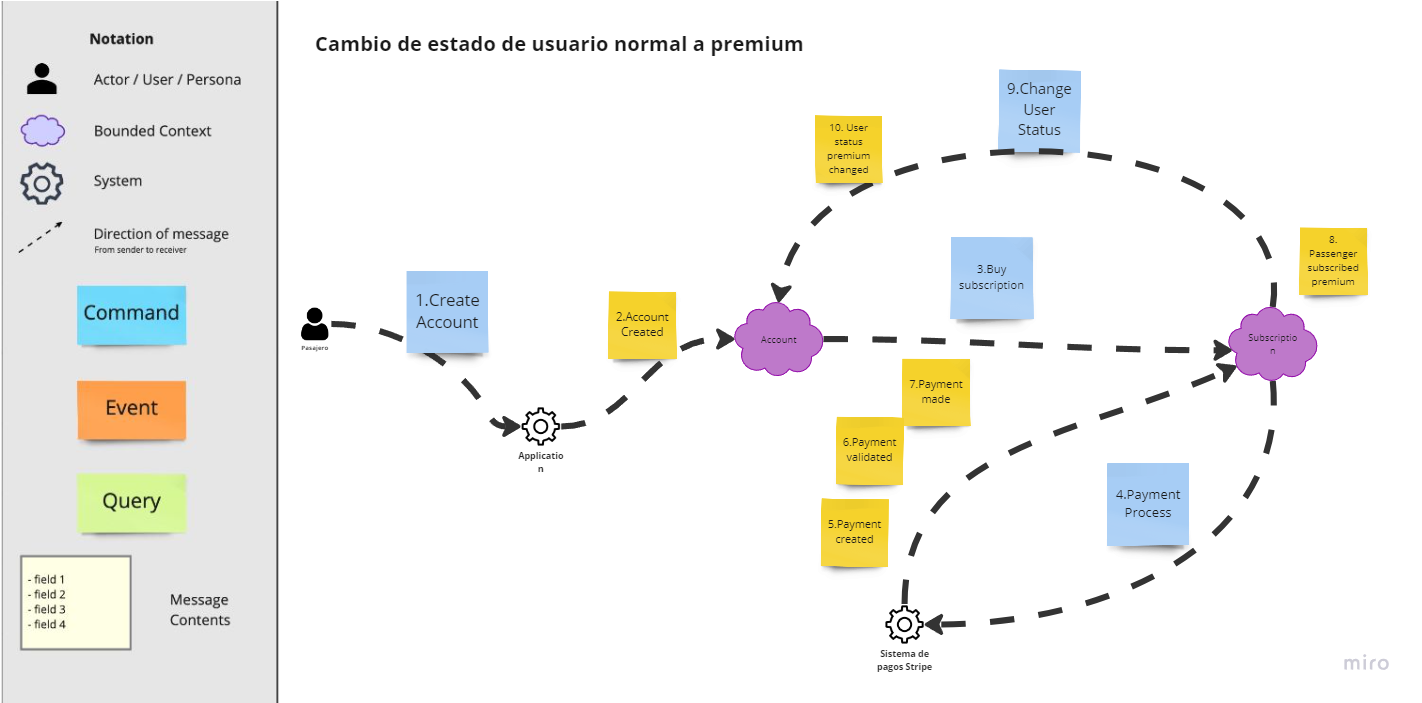 Notation
Actor / User / Persona
Bounded Context
System
Direction of message
From sender to receiver
Command
Event
Query
- field 1
- field 2
- field 3
- field 4
Message
Contents
Cambio de estado de usuario normal a premium
Pasajero
1.Create
Account
2.Account
Created
Applicatio
n
Account
3.Buy
subscription
Subscriptio
n
4.Payment
Process
Sistema de
pagos Stripe
5.Payment
created
6.Payment
validated
7.Payment
made
8.
Passenger
subscribed
premium
9.Change
User
Status
10. User
status
premium
changed
miro